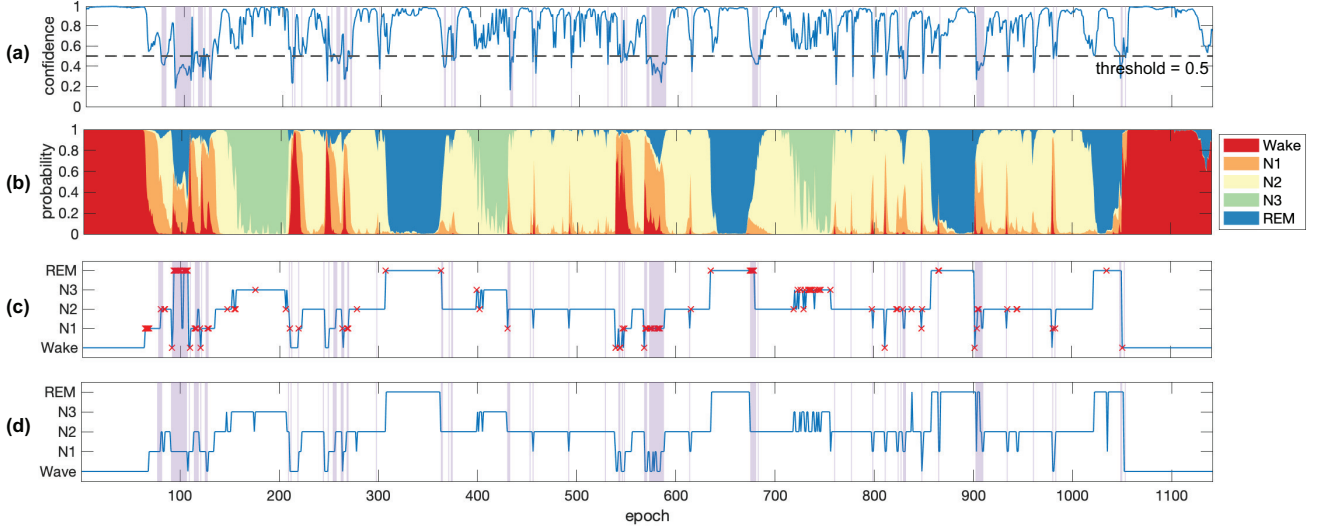 (a)
confidence
1
0.8
0.6
0.4
0.2
0
threshold = 0.5
(b)
probability
1
0.8
0.6
0.4
0.2
0
Wake
N1
N2
N3
REM
(c)
REM
N3
N2
N1
Wake
(d)
REM
N3
N2
N1
Wave
100 200 300 400 500 600 700 800 900 1000 1100
epoch